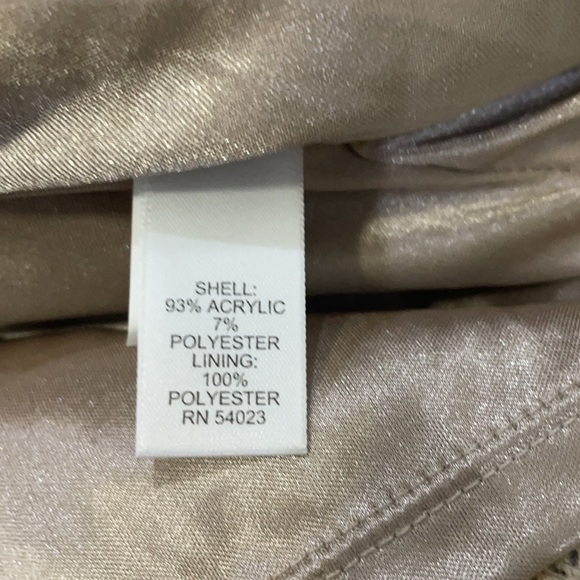 SHELL:
93% ACRYLIC
7%
POLYESTER
LINING:
100%
POLYESTER
RN 54023